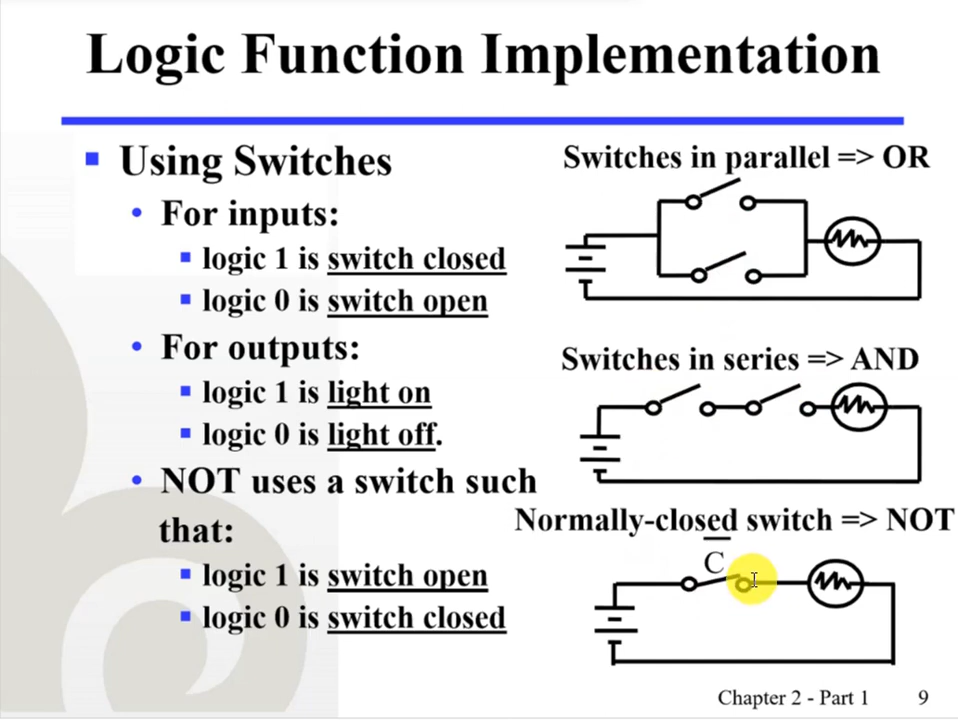 Logic Function Implementation
Using Switches
For inputs:
logic 1 is switch closed
logic 0 is switch open
For outputs:
logic 1 is light on
logic 0 is light off.
NOT uses a switch such
that:
logic 1 is switch open
logic 0 is switch closed
Switches in parallel => OR
Switches in series => AND
Normally-closed switch => NOT
C̅
Chapter 2 - Part 1 9